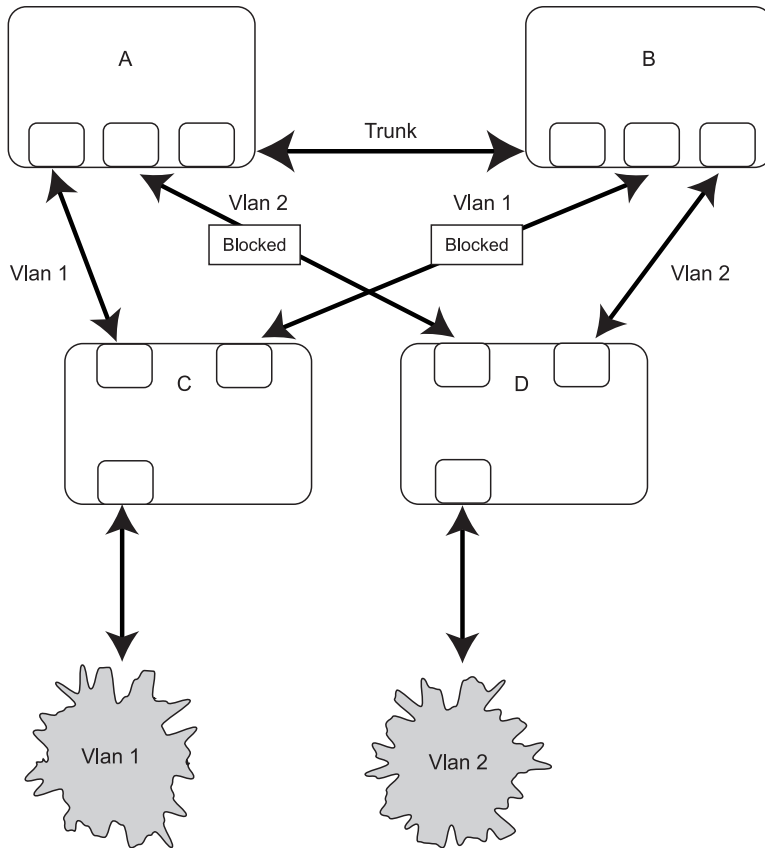 A
B
Trunk
Vlan 2
Vlan 1
Blocked
Blocked
Vlan 1
Vlan 2
C
D
Vlan 1
Vlan 2